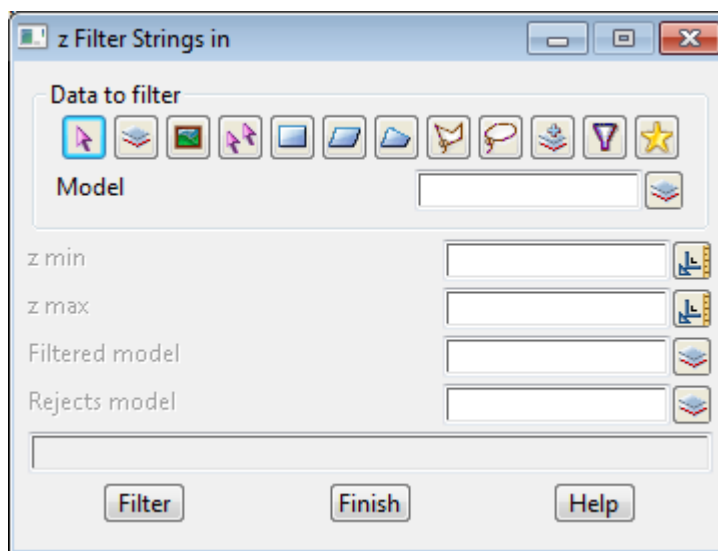 z Filter Strings in
Data to filter
Model
z min
z max
Filtered model
Rejects model
Filter Finish Help